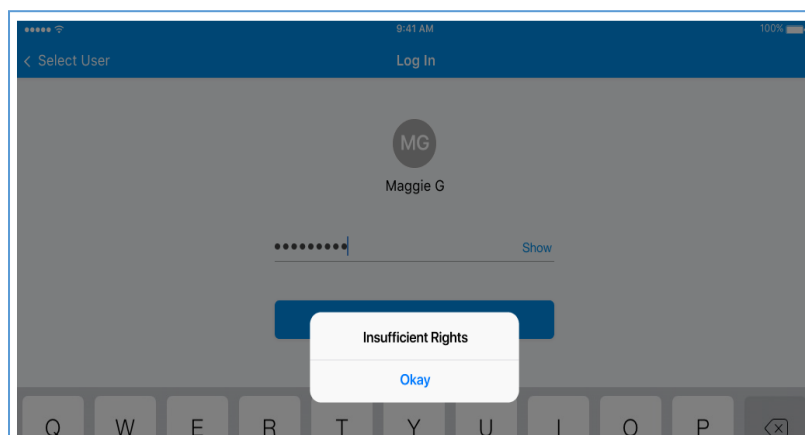 9:41 AM
100%
Select User
Log In
MG
Maggie G
Show
Insufficient Rights
Okay
Q W E R T Y U I O P